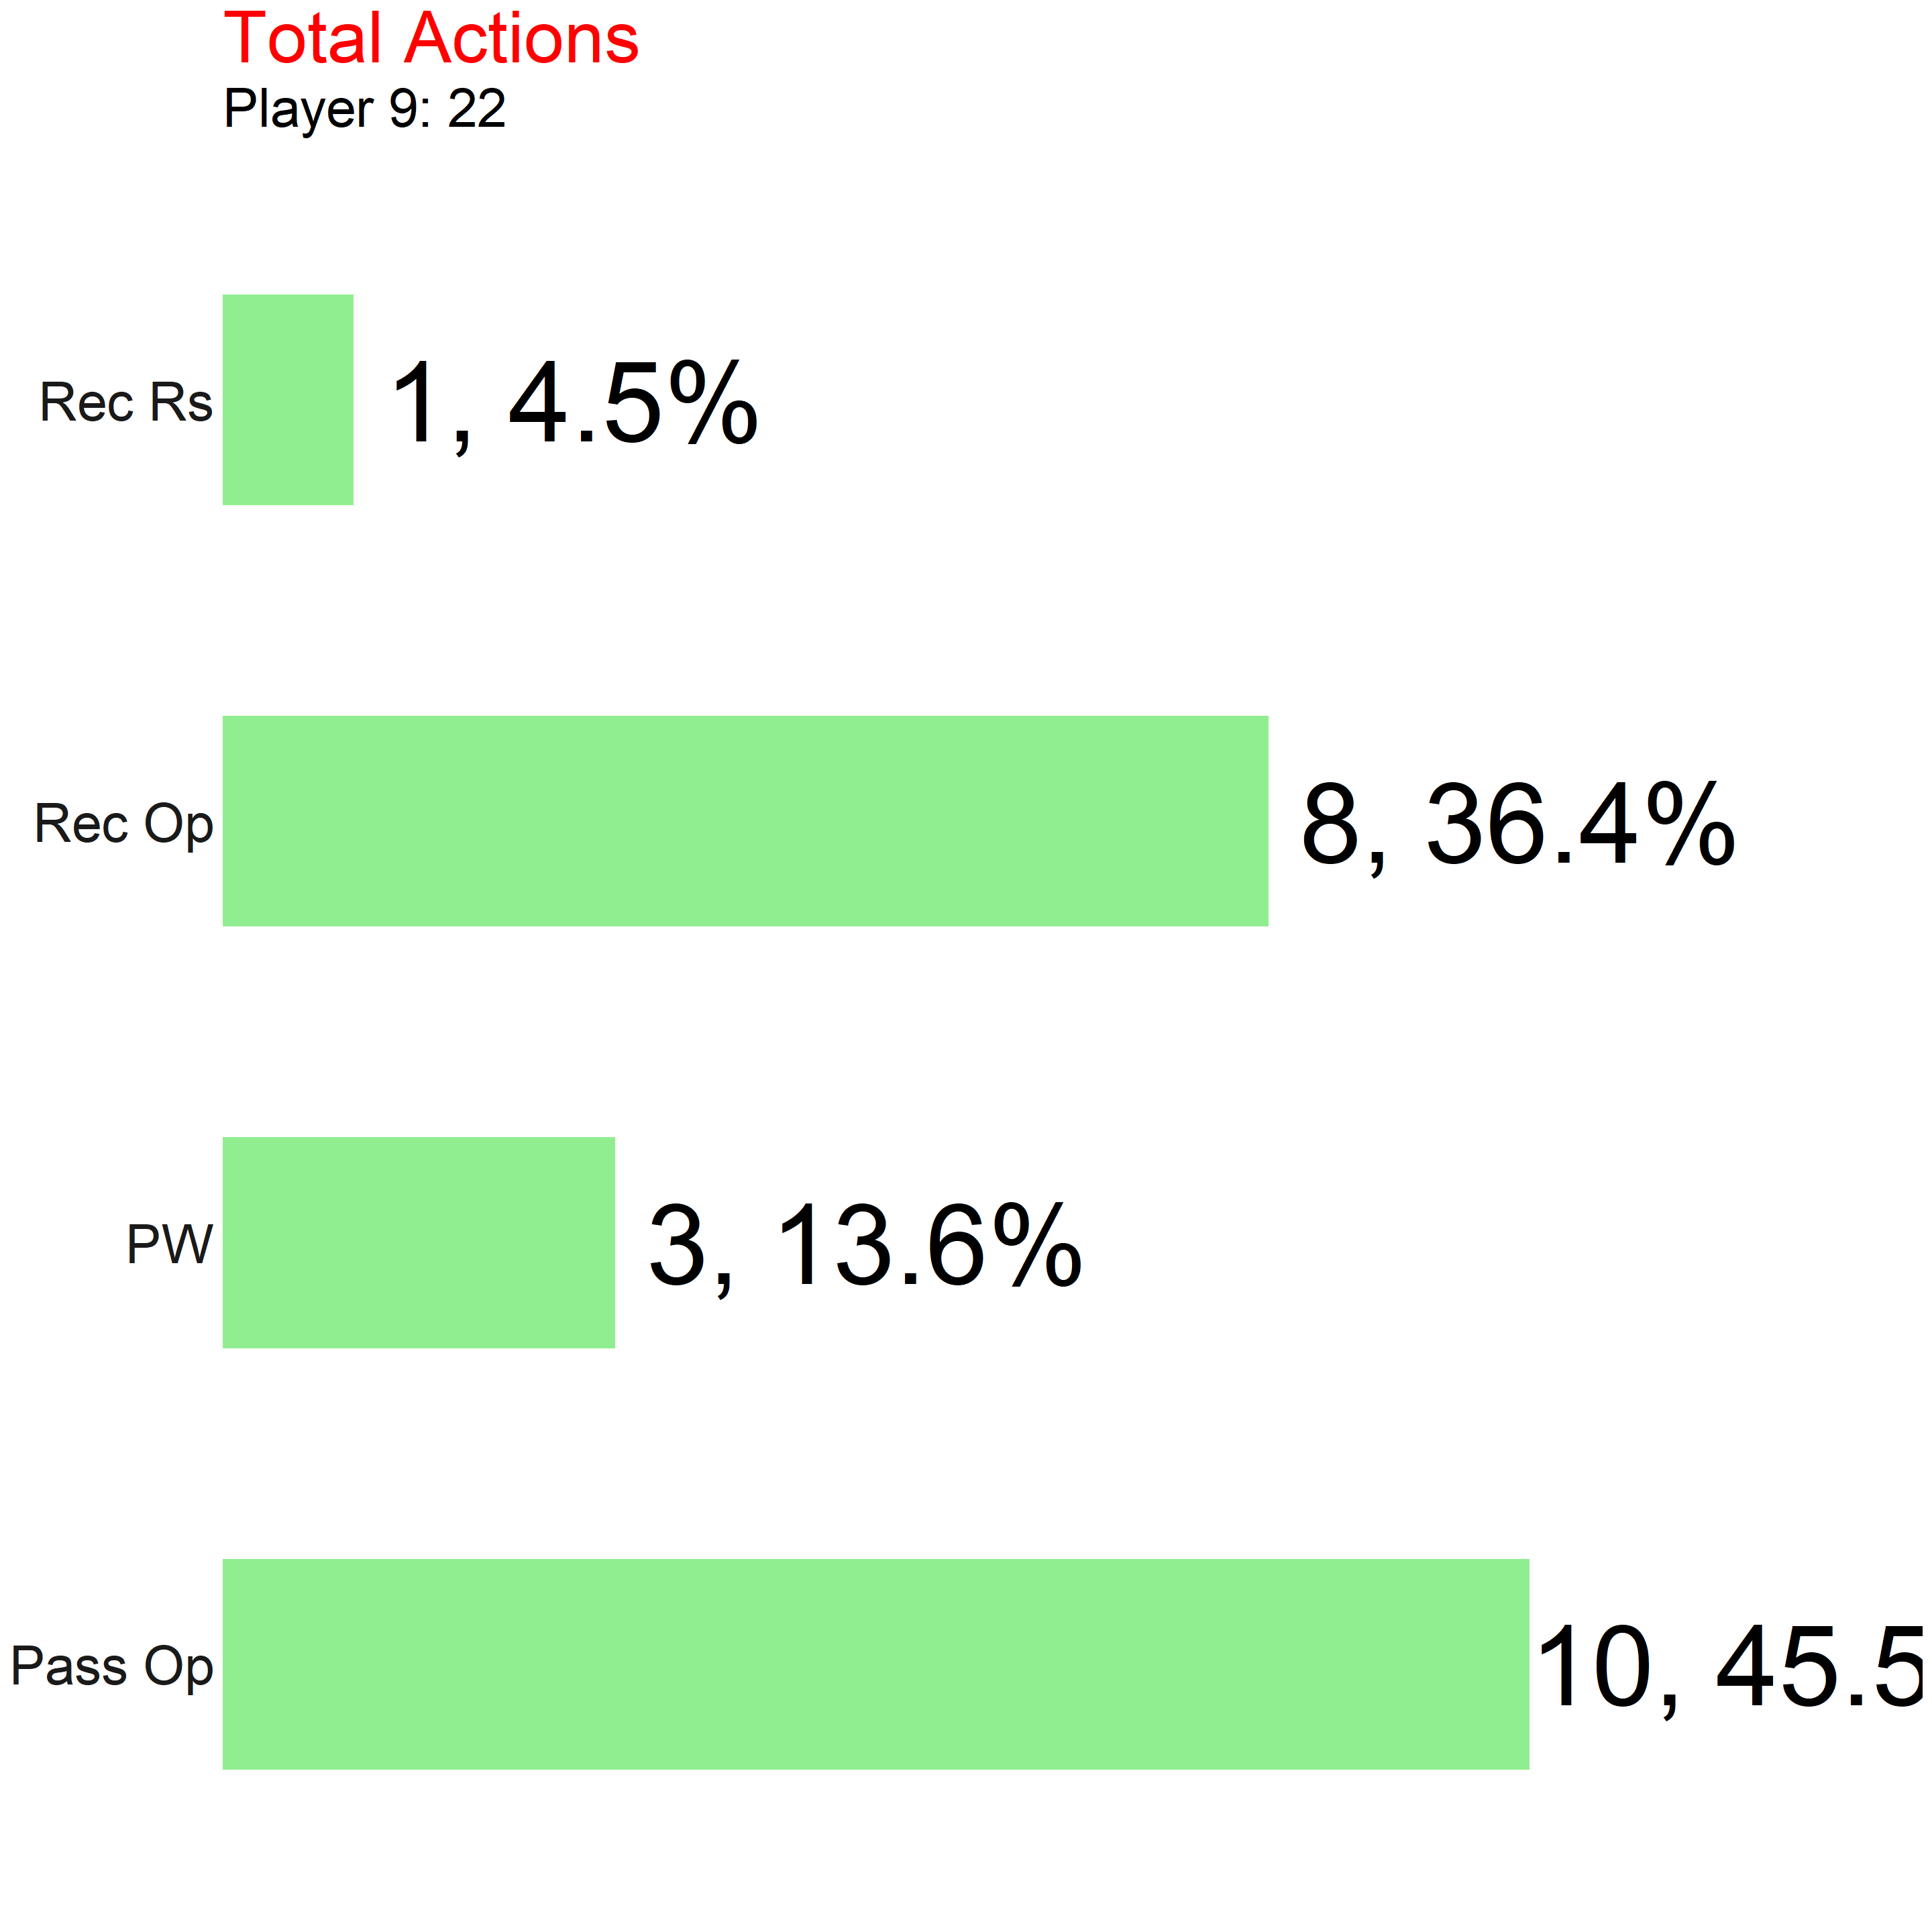 Total Actions
Player 9: 22
Rec Rs 1, 4.5%
Rec Op 8, 36.4%
PW 3, 13.6%
Pass Op 10, 45.5